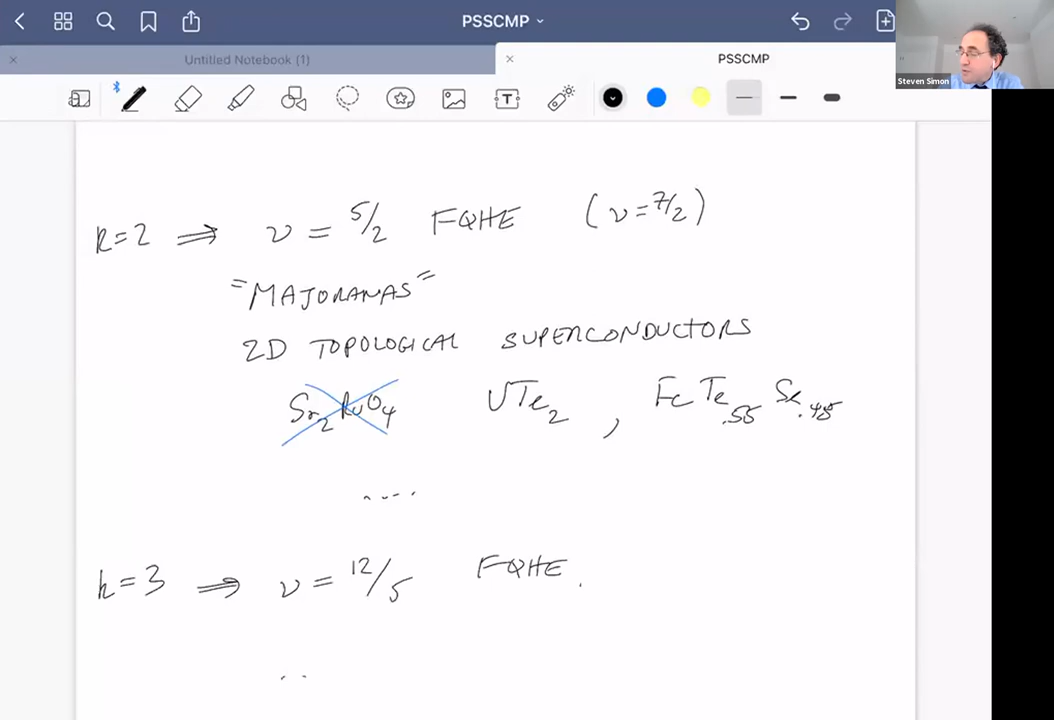 PSSCMP
Untitled Notebook (1)
PSSCMP
Steven Simon
k=2 ⇒ ν = 5/2 FQHE (ν=7/2)
"MAJORANAS"
2D TOPOLOGICAL SUPERCONDUCTORS
Sr₂RuO₄ UTe₂ , FeTe.₅₅ Se.₄₅
....
k=3 ⇒ ν = 12/5 FQHE.
..